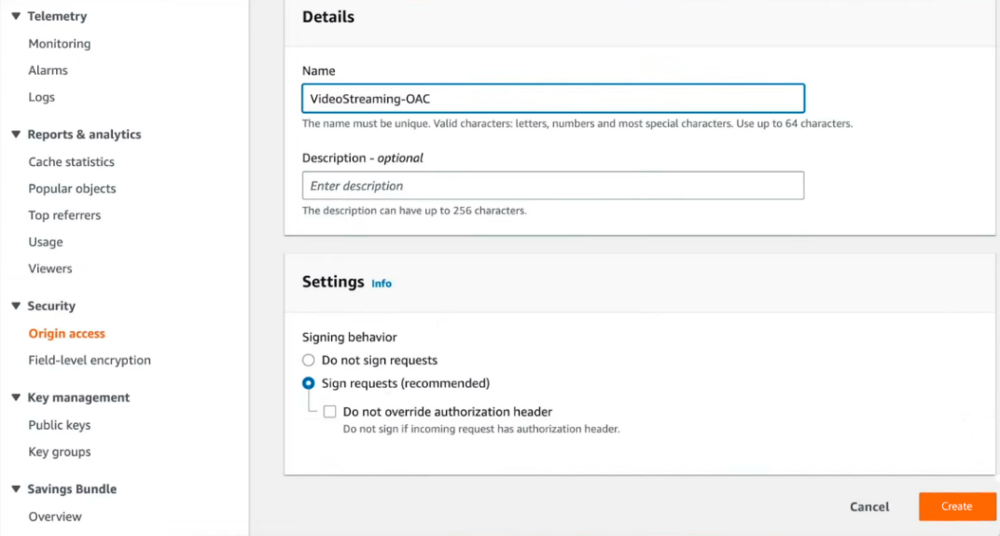 Telemetry
Monitoring
Alarms
Logs
Reports & analytics
Cache statistics
Popular objects
Top referrers
Usage
Viewers
Security
Origin access
Field-level encryption
Key management
Public keys
Key groups
Savings Bundle
Overview
Details
Name
VideoStreaming-OAC
The name must be unique. Valid characters: letters, numbers and most special characters. Use up to 64 characters.
Description - optional
Enter description
The description can have up to 256 characters.
Settings Info
Signing behavior
Do not sign requests
Sign requests (recommended)
Do not override authorization header
Do not sign if incoming request has authorization header.
Cancel
Create